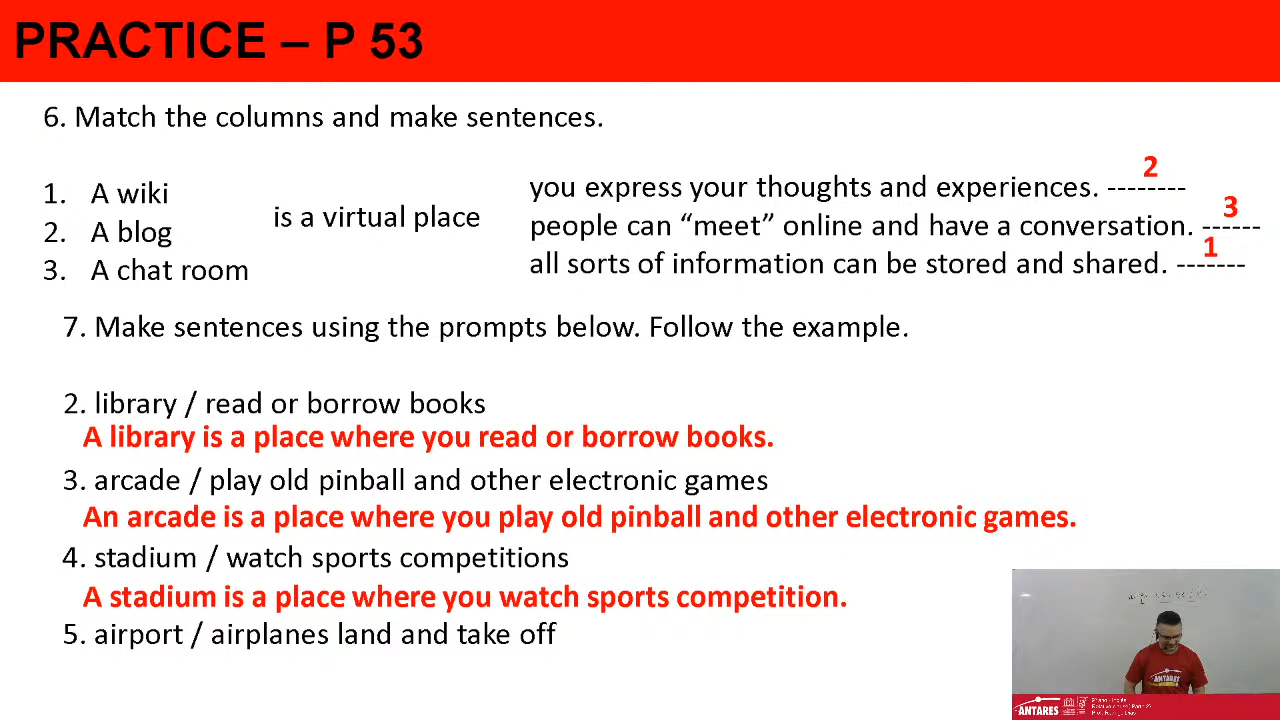 PRACTICE – P 53
6. Match the columns and make sentences.
1. A wiki
2. A blog
3. A chat room
is a virtual place
you express your thoughts and experiences. -------- 2
people can “meet” online and have a conversation. ------ 3
all sorts of information can be stored and shared. ------- 1
7. Make sentences using the prompts below. Follow the example.
2. library / read or borrow books
A library is a place where you read or borrow books.
3. arcade / play old pinball and other electronic games
An arcade is a place where you play old pinball and other electronic games.
4. stadium / watch sports competitions
A stadium is a place where you watch sports competition.
5. airport / airplanes land and take off
ANTARES
ANTARES